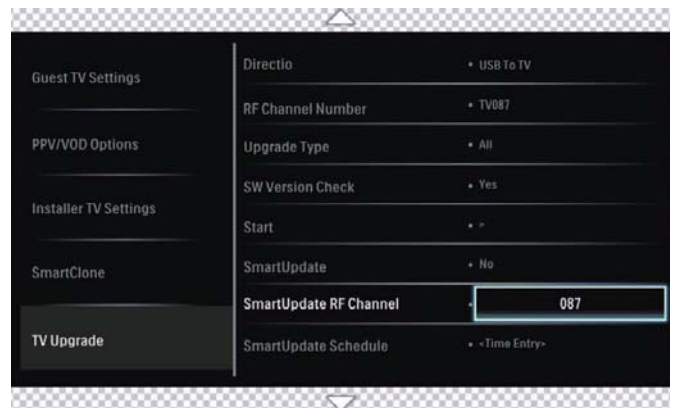 Guest TV Settings
PPV/VOD Options
Installer TV Settings
SmartClone
TV Upgrade
Directio • USB To TV
RF Channel Number • TV087
Upgrade Type • All
SW Version Check • Yes
Start • >
SmartUpdate • No
SmartUpdate RF Channel • 087
SmartUpdate Schedule • <Time Entry>